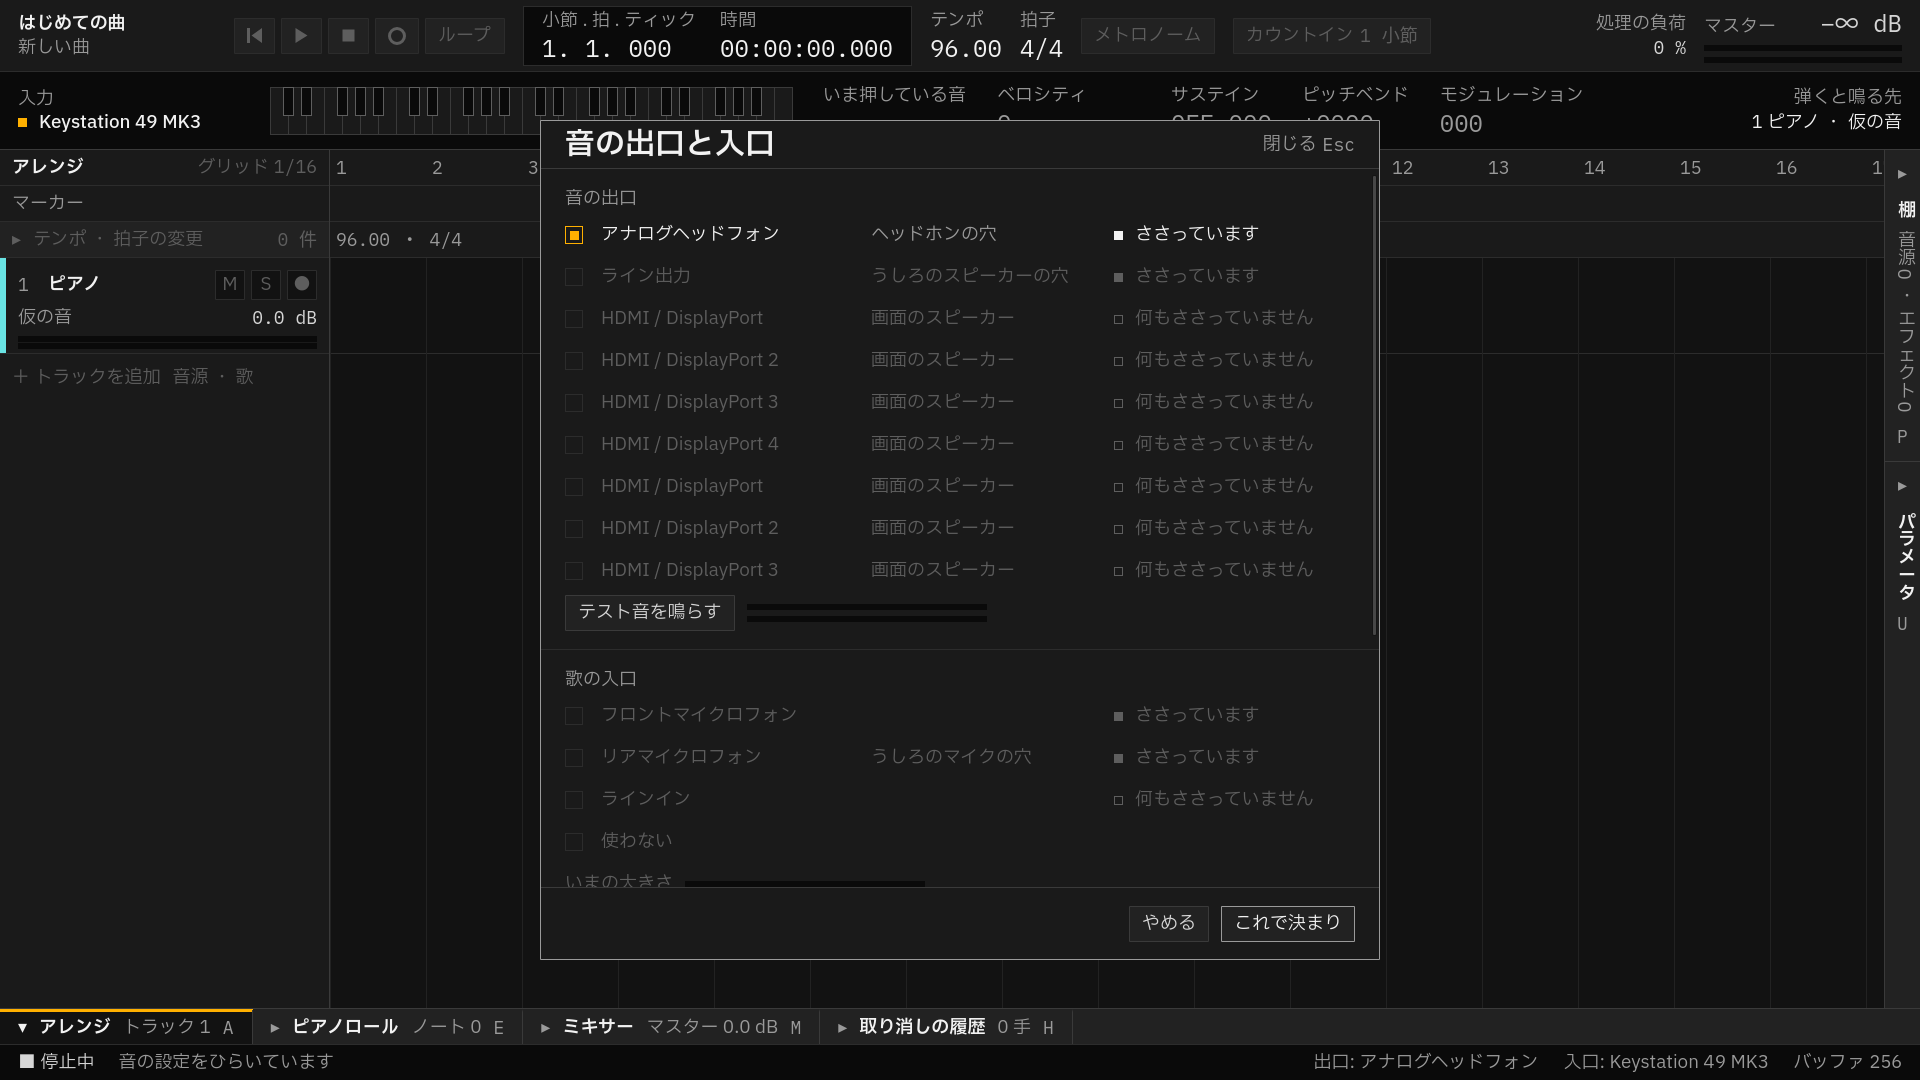 はじめての曲
新しい曲
ループ
小節 . 拍 . ティック 時間
1. 1. 000 00:00:00.000
テンポ 拍子
96.00 4/4
メトロノーム
カウントイン 1 小節
処理の負荷
0 %
マスター −∞ dB
入力
Keystation 49 MK3
いま押している音 ベロシティ サステイン ピッチベンド モジュレーション
000
弾くと鳴る先
1 ピアノ · 仮の音
アレンジ グリッド 1/16
1 2 3 12 13 14 15 16 1
マーカー
▸ テンポ · 拍子の変更 0 件
96.00 · 4/4
1 ピアノ M S
仮の音 0.0 dB
＋トラックを追加 音源 · 歌
音の出口と入口 閉じる Esc
音の出口
アナログヘッドフォン ヘッドホンの穴 ささっています
ライン出力 うしろのスピーカーの穴 ささっています
HDMI / DisplayPort 画面のスピーカー 何もささっていません
HDMI / DisplayPort 2 画面のスピーカー 何もささっていません
HDMI / DisplayPort 3 画面のスピーカー 何もささっていません
HDMI / DisplayPort 4 画面のスピーカー 何もささっていません
HDMI / DisplayPort 画面のスピーカー 何もささっていません
HDMI / DisplayPort 2 画面のスピーカー 何もささっていません
HDMI / DisplayPort 3 画面のスピーカー 何もささっていません
テスト音を鳴らす
歌の入口
フロントマイクロフォン ささっています
リアマイクロフォン うしろのマイクの穴 ささっています
ラインイン 何もささっていません
使わない
いまの大きさ
やめる これで決まり
▸ 棚 音源 0 · エフェクト 0 P
▸ パラメータ U
▾ アレンジ トラック 1 A
▸ ピアノロール ノート 0 E
▸ ミキサー マスター 0.0 dB M
▸ 取り消しの履歴 0 手 H
停止中 音の設定をひらいています
出口: アナログヘッドフォン 入口: Keystation 49 MK3 バッファ 256